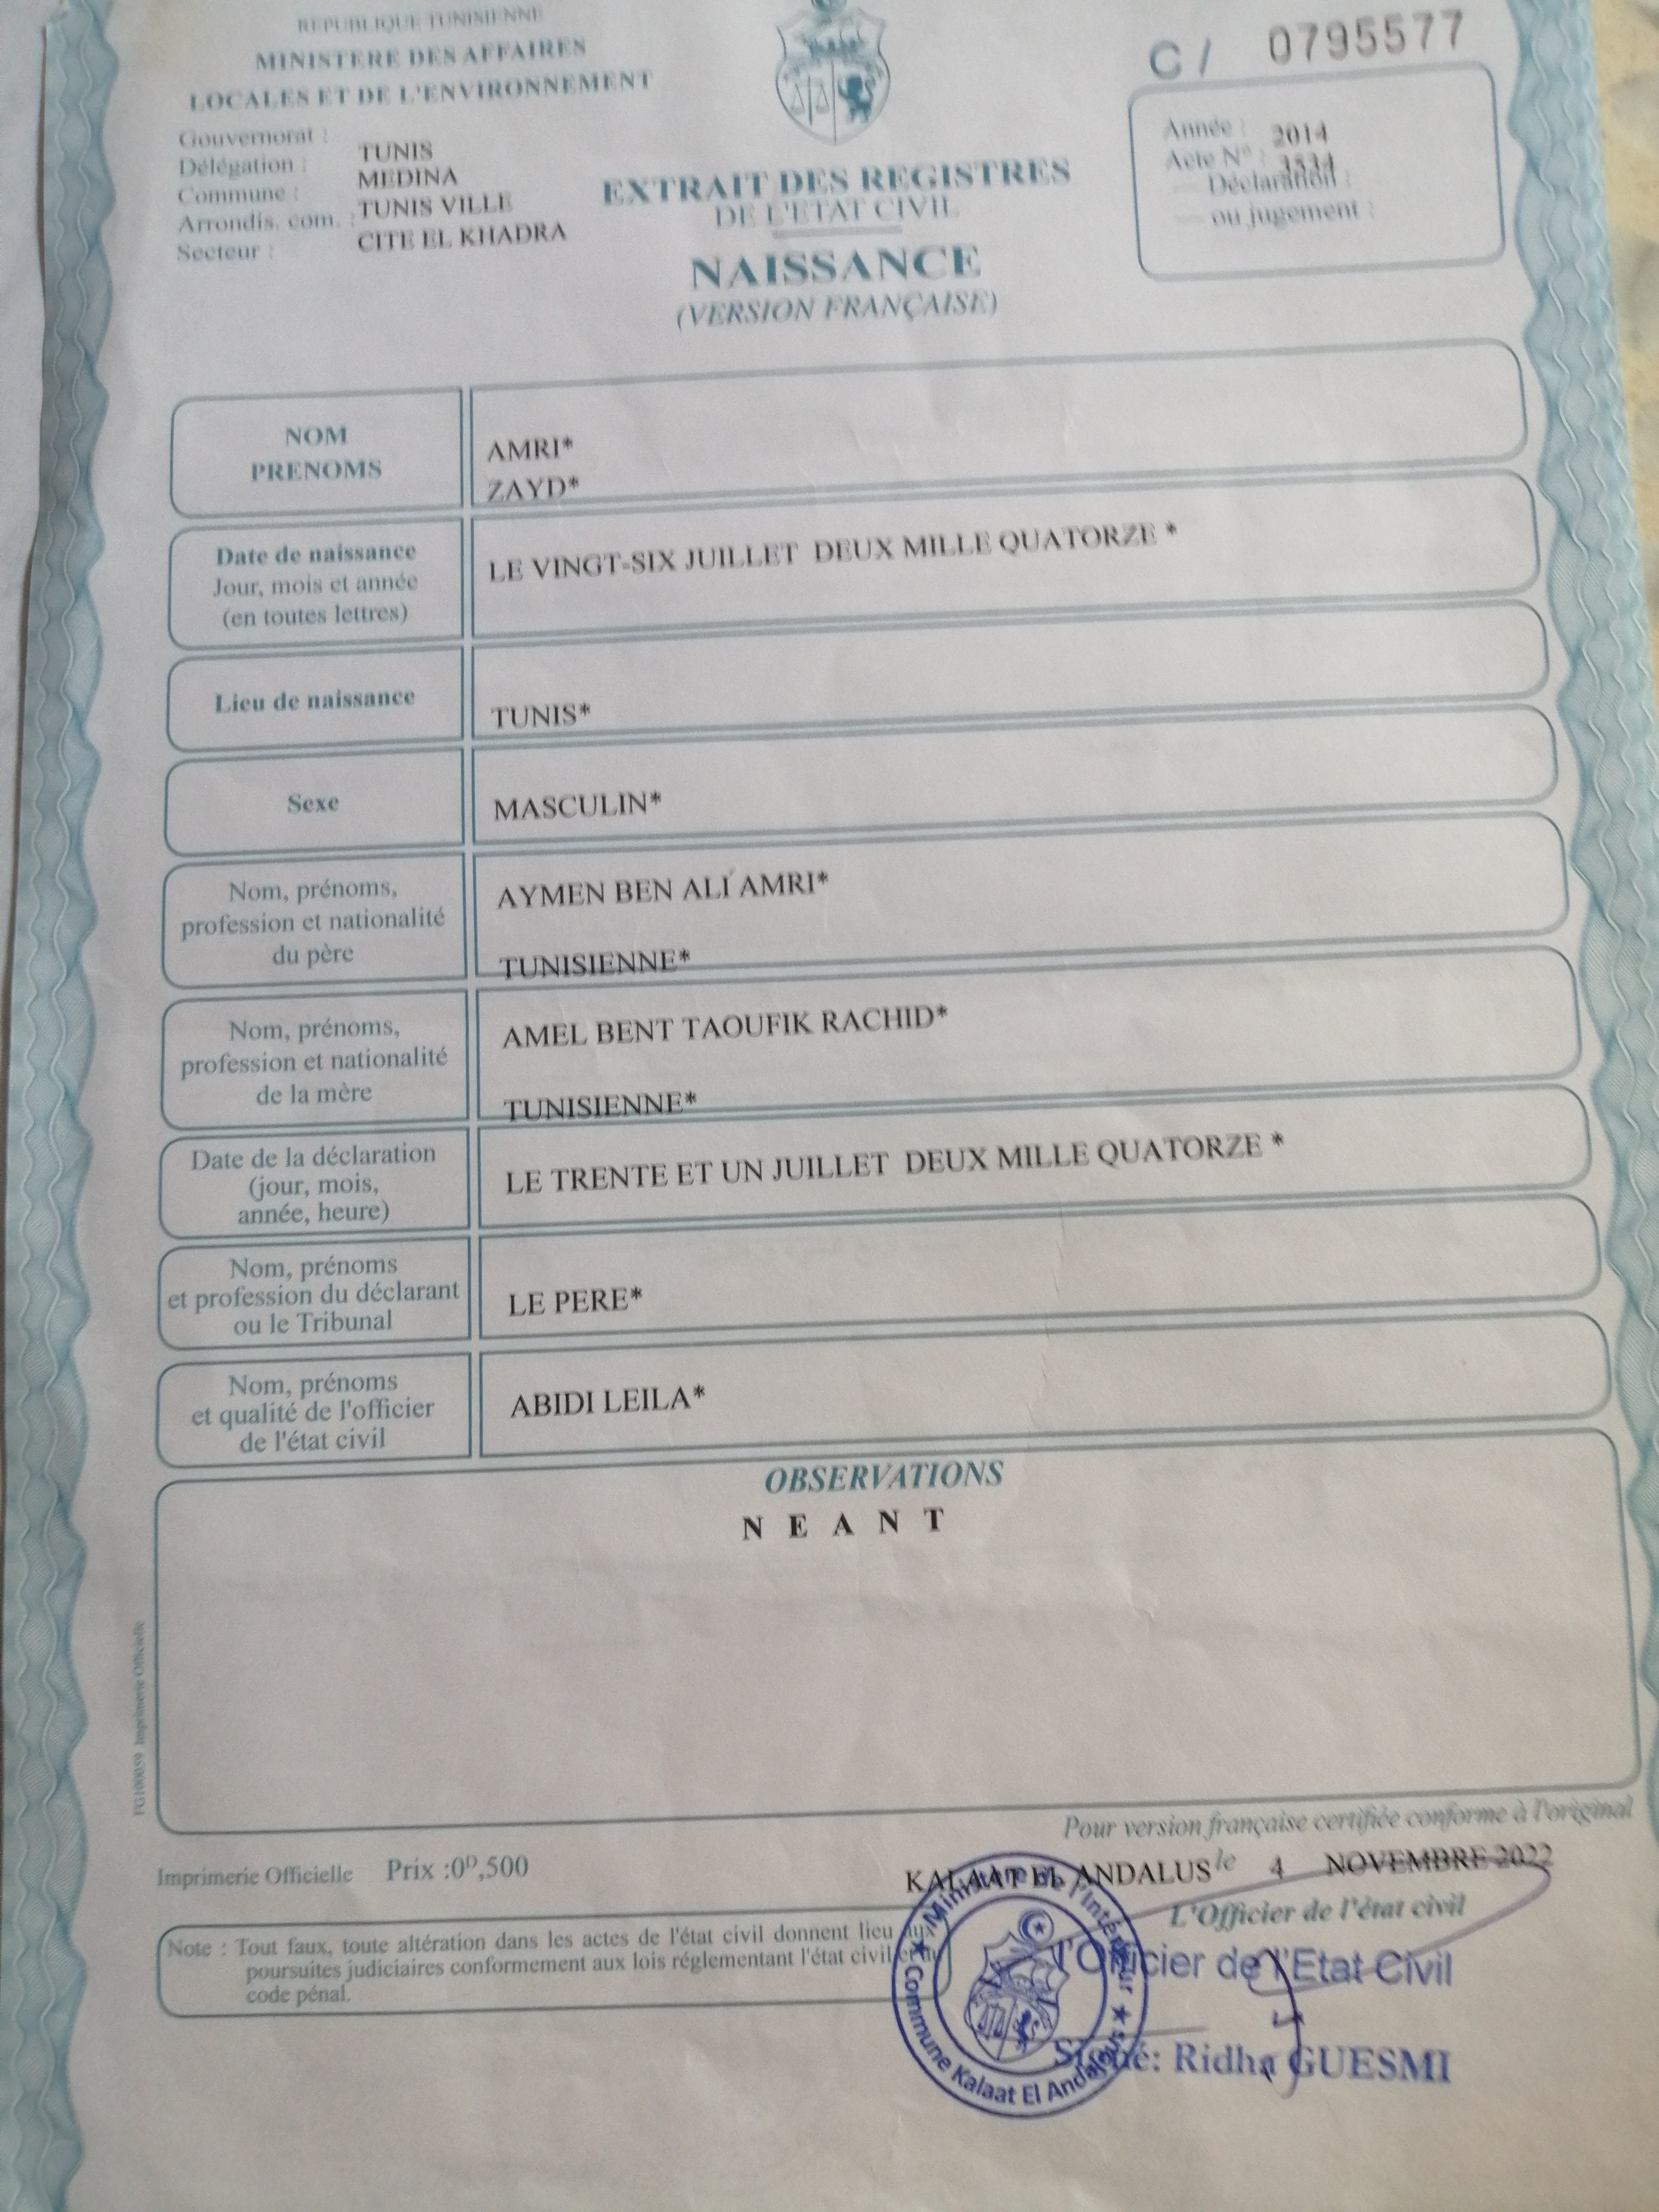 REPUBLIQUE TUNISIENNE
MINISTERE DES AFFAIRES
LOCALES ET DE L'ENVIRONNEMENT
Gouvernorat : TUNIS
Délégation : MEDINA
Commune : TUNIS VILLE
Arrondis. com. :
Secteur : CITE EL KHADRA
C / 0795577
Année : 2014
Acte N° :
Déclaration :
ou jugement :
EXTRAIT DES REGISTRES
DE L'ETAT CIVIL
NAISSANCE
(VERSION FRANÇAISE)
NOM
PRENOMS
AMRI*
ZAYD*
Date de naissance
Jour, mois et année
(en toutes lettres)
LE VINGT-SIX JUILLET DEUX MILLE QUATORZE *
Lieu de naissance
TUNIS*
Sexe
MASCULIN*
Nom, prénoms,
profession et nationalité
du père
AYMEN BEN ALI AMRI*
TUNISIENNE*
Nom, prénoms,
profession et nationalité
de la mère
AMEL BENT TAOUFIK RACHID*
TUNISIENNE*
Date de la déclaration
(jour, mois,
année, heure)
LE TRENTE ET UN JUILLET DEUX MILLE QUATORZE *
Nom, prénoms
et profession du déclarant
ou le Tribunal
LE PERE*
Nom, prénoms
et qualité de l'officier
de l'état civil
ABIDI LEILA*
OBSERVATIONS
N E A N T
FG100059 Imprimerie Officielle
Pour version française certifiée conforme à l'original
Imprimerie Officielle Prix :0ᴰ,500
KALAAT EL ANDALUS le 4 NOVEMBRE 2022
L'Officier de l'état civil
Note : Tout faux, toute altération dans les actes de l'état civil donnent lieu aux
poursuites judiciaires conformement aux lois réglementant l'état civil et au
code pénal.
Ministère de l'Intérieur
Commune Kalaat El Andalous
l'Officier de l'Etat Civil
Signé: Ridha GUESMI